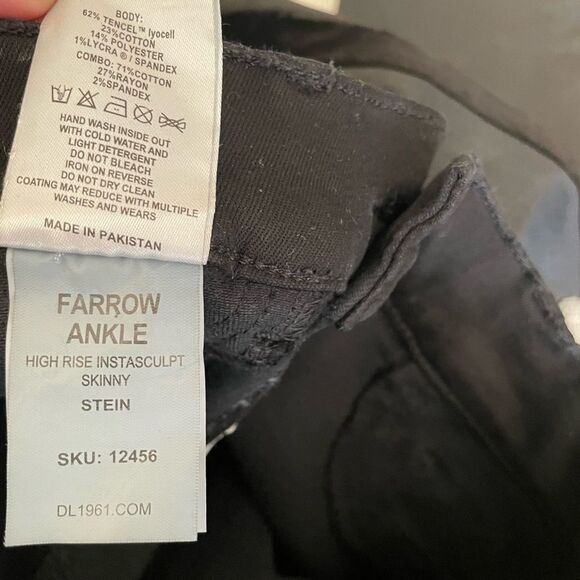 BODY:
62% TENCEL™ lyocell
23%COTTON
14% POLYESTER
1%LYCRA ® / SPANDEX
COMBO: 71%COTTON
27%RAYON
2%SPANDEX
HAND WASH INSIDE OUT
WITH COLD WATER AND
LIGHT DETERGENT
DO NOT BLEACH
IRON ON REVERSE
DO NOT DRY CLEAN
COATING MAY REDUCE WITH MULTIPLE
WASHES AND WEARS
MADE IN PAKISTAN
FARROW
ANKLE
HIGH RISE INSTASCULPT
SKINNY
STEIN
SKU: 12456
DL1961.COM